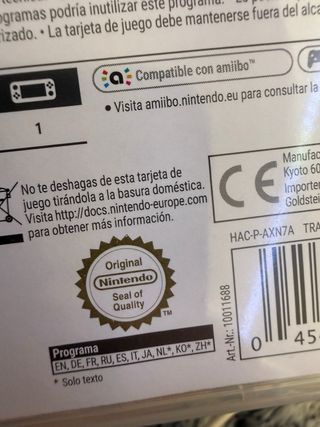 ogramas podría inutilizar este programa.
rizado. • La tarjeta de juego debe mantenerse fuera del alca
Compatible con amiibo™
• Visita amiibo.nintendo.eu para consultar la
1
No te deshagas de esta tarjeta de
juego tirándola a la basura doméstica.
Visita http://docs.nintendo-europe.com
para obtener más información.
CE
Manufac
Kyoto 60
Importer
Goldstei
HAC-P-AXN7A TRA
Original
Nintendo
Seal of
Quality
TM
Art.-Nr.: 10011688
0 45
Programa
EN, DE, FR, RU, ES, IT, JA, NL*, KO*, ZH*
* Solo texto